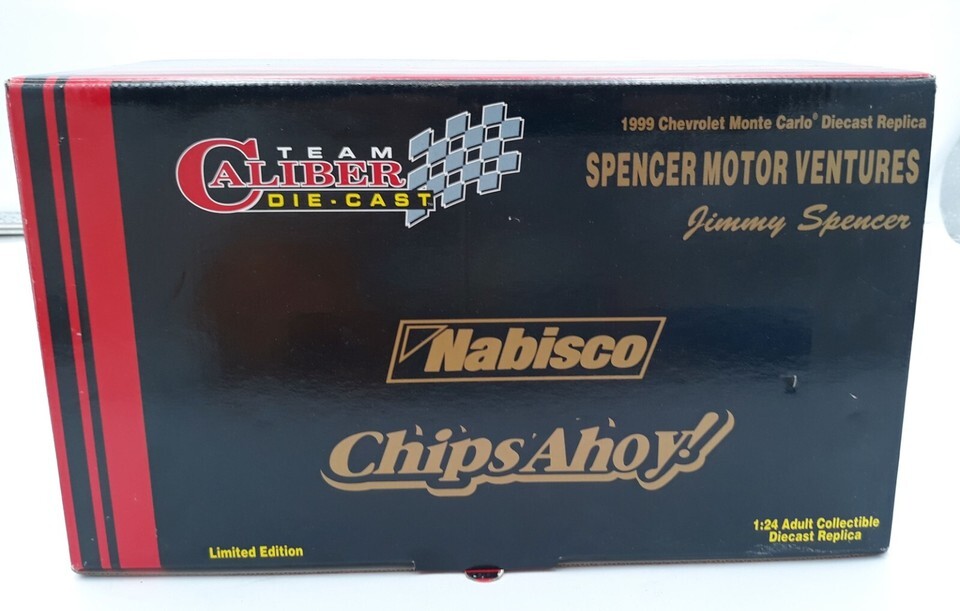 TEAM
CALIBER
DIE-CAST
1999 Chevrolet Monte Carlo® Diecast Replica
SPENCER MOTOR VENTURES
Jimmy Spencer
Nabisco
Chips Ahoy!
Limited Edition
1:24 Adult Collectible
Diecast Replica